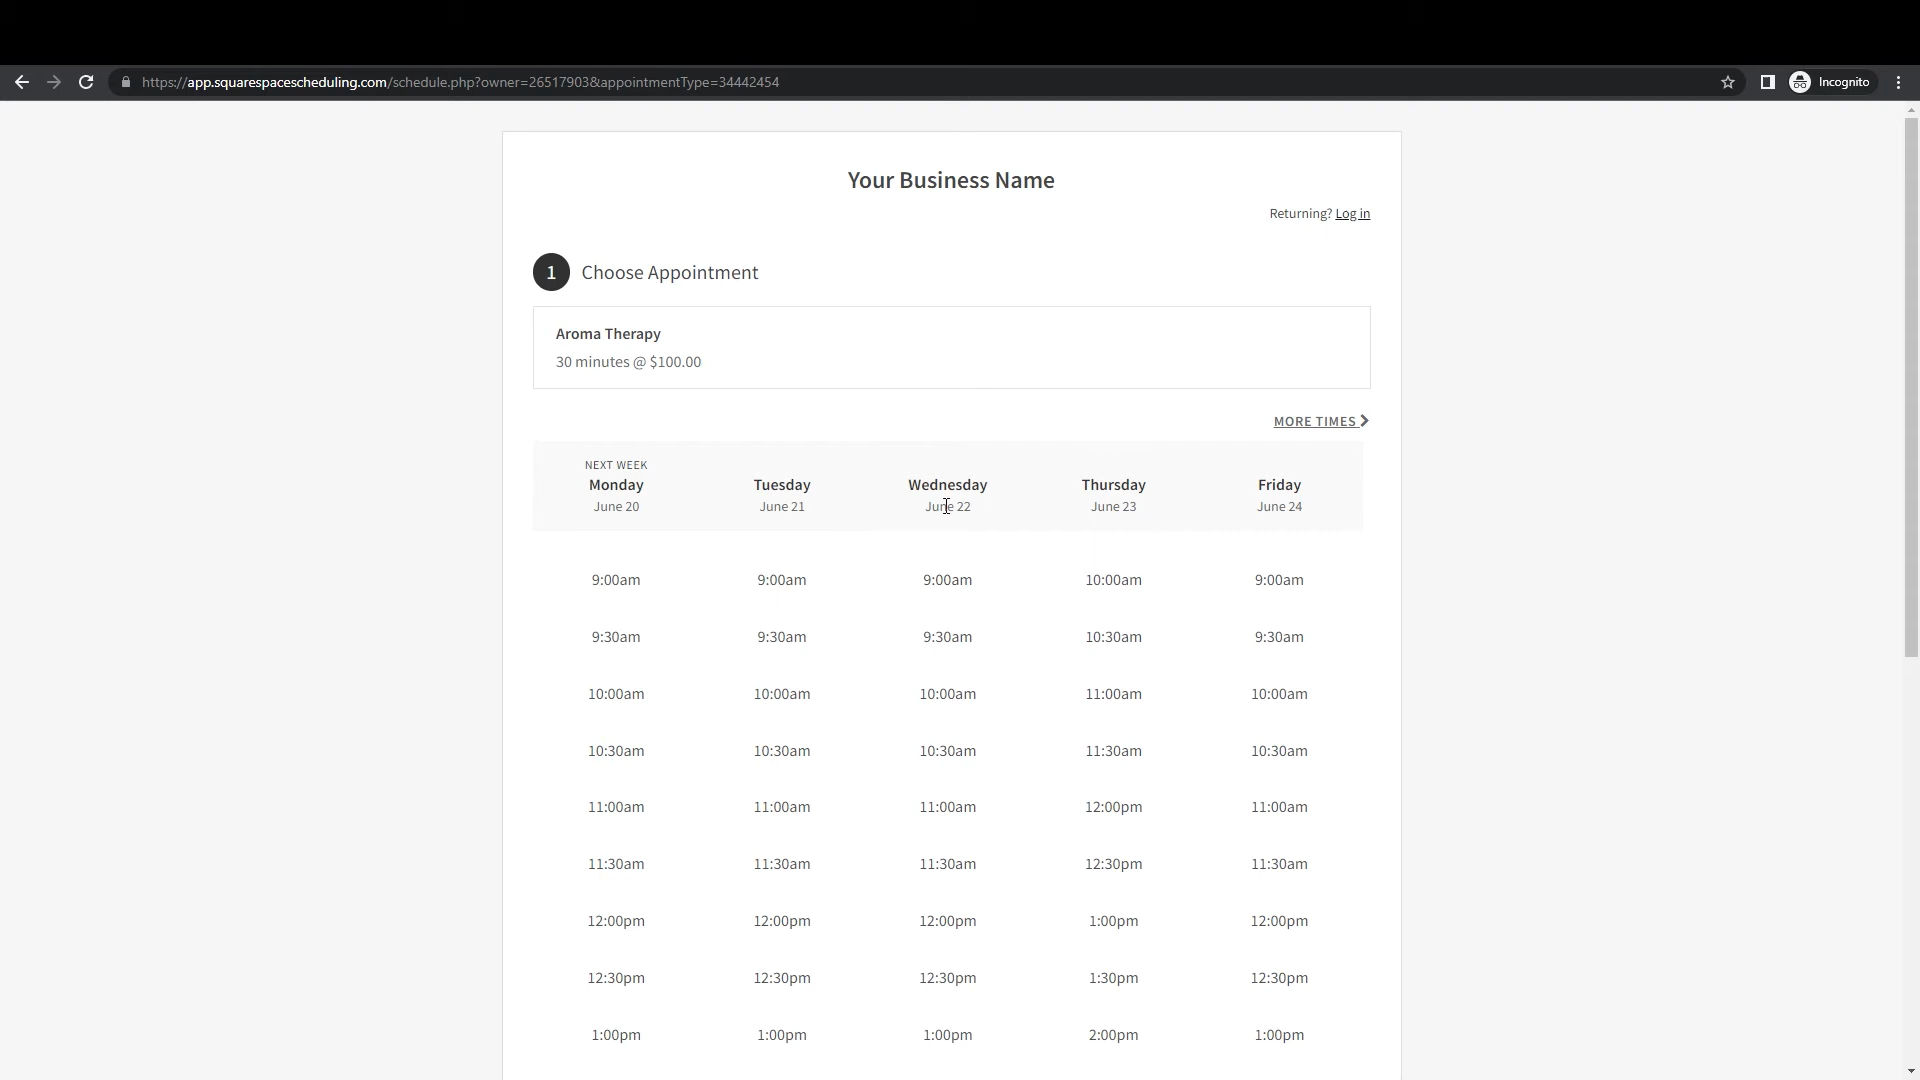 https://app.squarespacescheduling.com/schedule.php?owner=26517903&appointmentType=34442454
Incognito
Your Business Name
Returning? Log in
1 Choose Appointment
Aroma Therapy
30 minutes @ $100.00
MORE TIMES
NEXT WEEK
Monday Tuesday Wednesday Thursday Friday
June 20 June 21 June 22 June 23 June 24
9:00am 9:00am 9:00am 10:00am 9:00am
9:30am 9:30am 9:30am 10:30am 9:30am
10:00am 10:00am 10:00am 11:00am 10:00am
10:30am 10:30am 10:30am 11:30am 10:30am
11:00am 11:00am 11:00am 12:00pm 11:00am
11:30am 11:30am 11:30am 12:30pm 11:30am
12:00pm 12:00pm 12:00pm 1:00pm 12:00pm
12:30pm 12:30pm 12:30pm 1:30pm 12:30pm
1:00pm 1:00pm 1:00pm 2:00pm 1:00pm